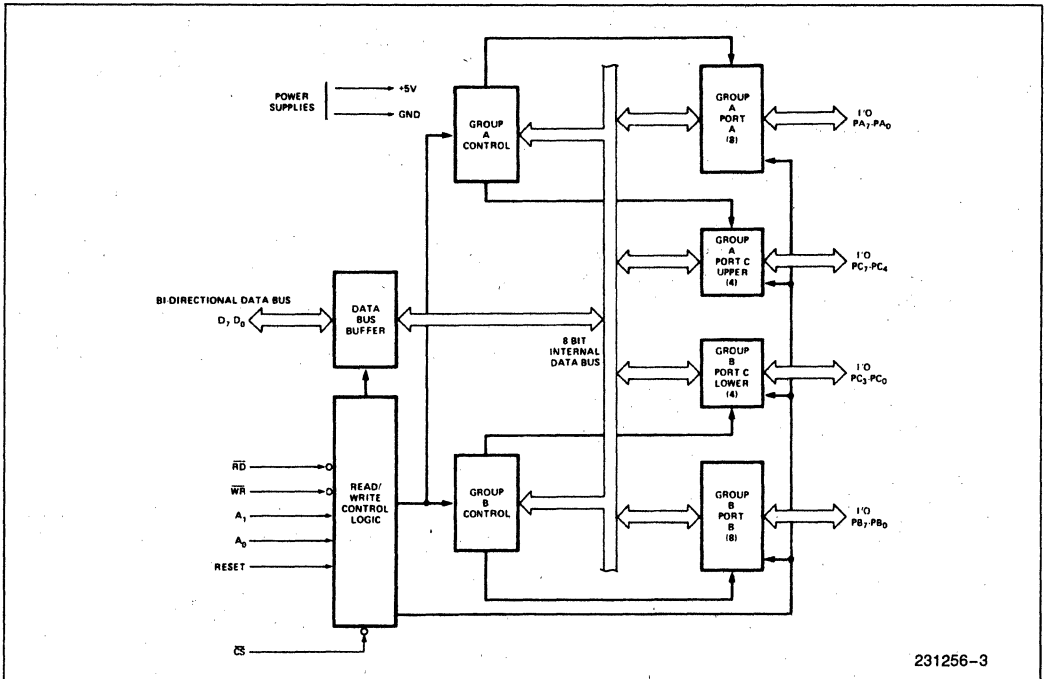 POWER
SUPPLIES
+5V
GND
GROUP
A
CONTROL
GROUP
A
PORT
A
(8)
I/O
PA7-PA0
GROUP
A
PORT C
UPPER
(4)
I/O
PC7-PC4
BI-DIRECTIONAL DATA BUS
D7 D0
DATA
BUS
BUFFER
8 BIT
INTERNAL
DATA BUS
GROUP
B
PORT C
LOWER
(4)
I/O
PC3-PC0
RD
WR
A1
A0
RESET
CS
READ/
WRITE
CONTROL
LOGIC
GROUP
B
CONTROL
GROUP
B
PORT
B
(8)
I/O
PB7-PB0
231256-3